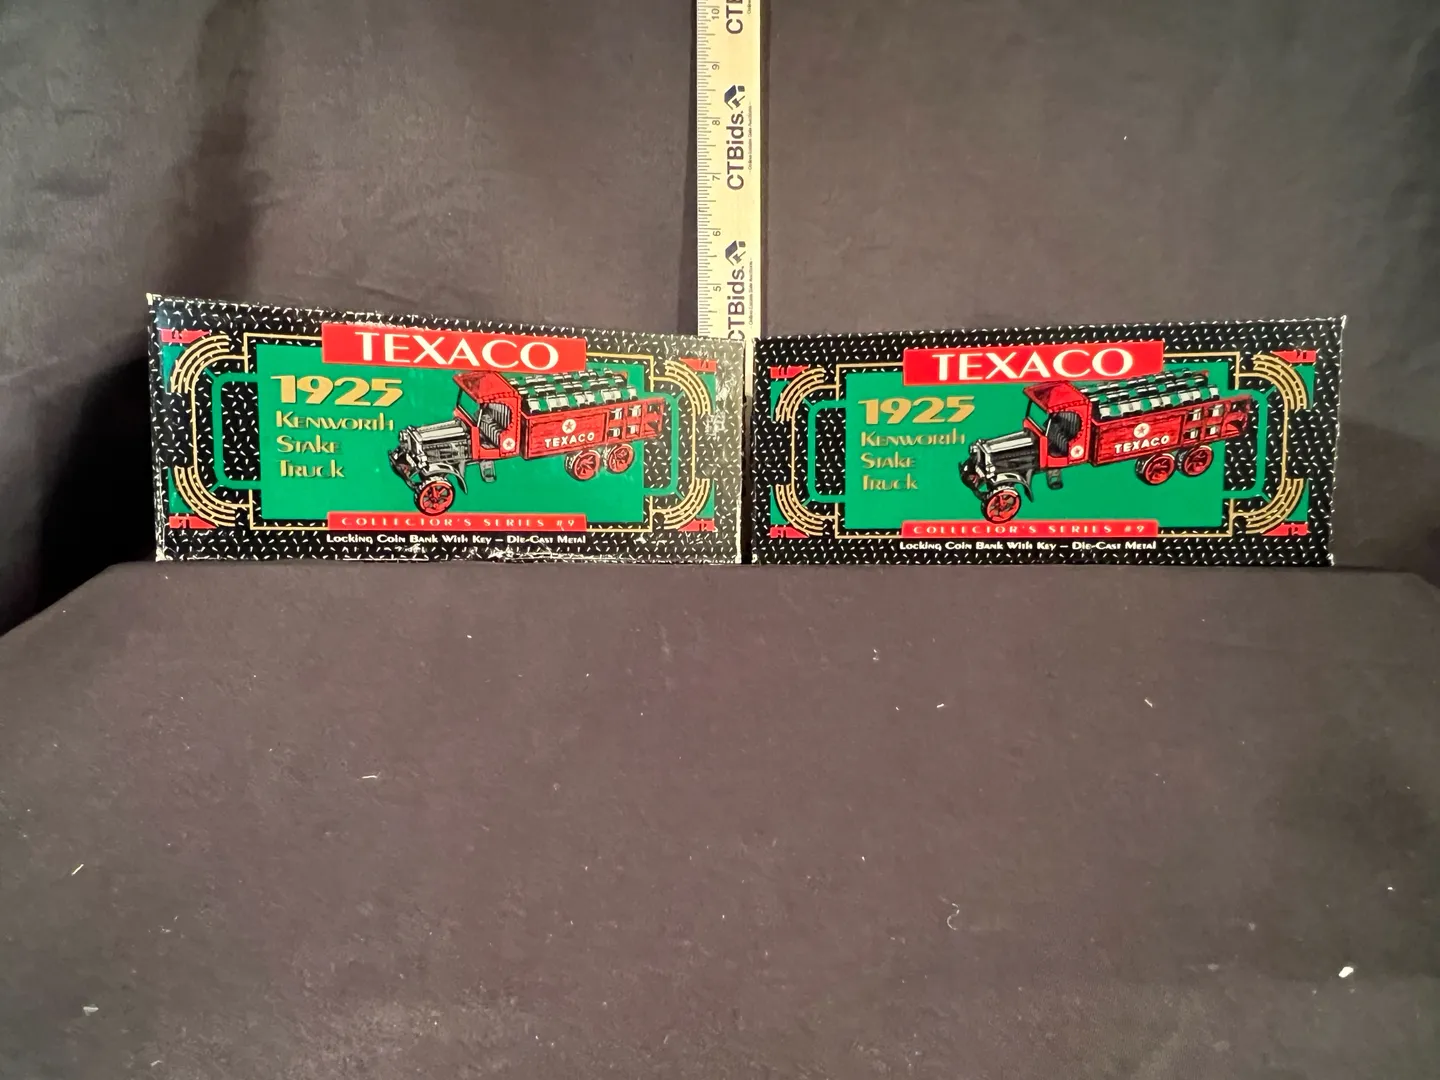 10
CTBids
9
8
CTBids.
7
6
5
CTBids.
TEXACO
1925
Kenworth
Stake
Truck
TEXACO
COLLECTOR'S SERIES #9
Locking Coin Bank With Key – Die-Cast Metal
TEXACO
1925
Kenworth
Stake
Truck
TEXACO
COLLECTOR'S SERIES #9
Locking Coin Bank With Key – Die-Cast Metal